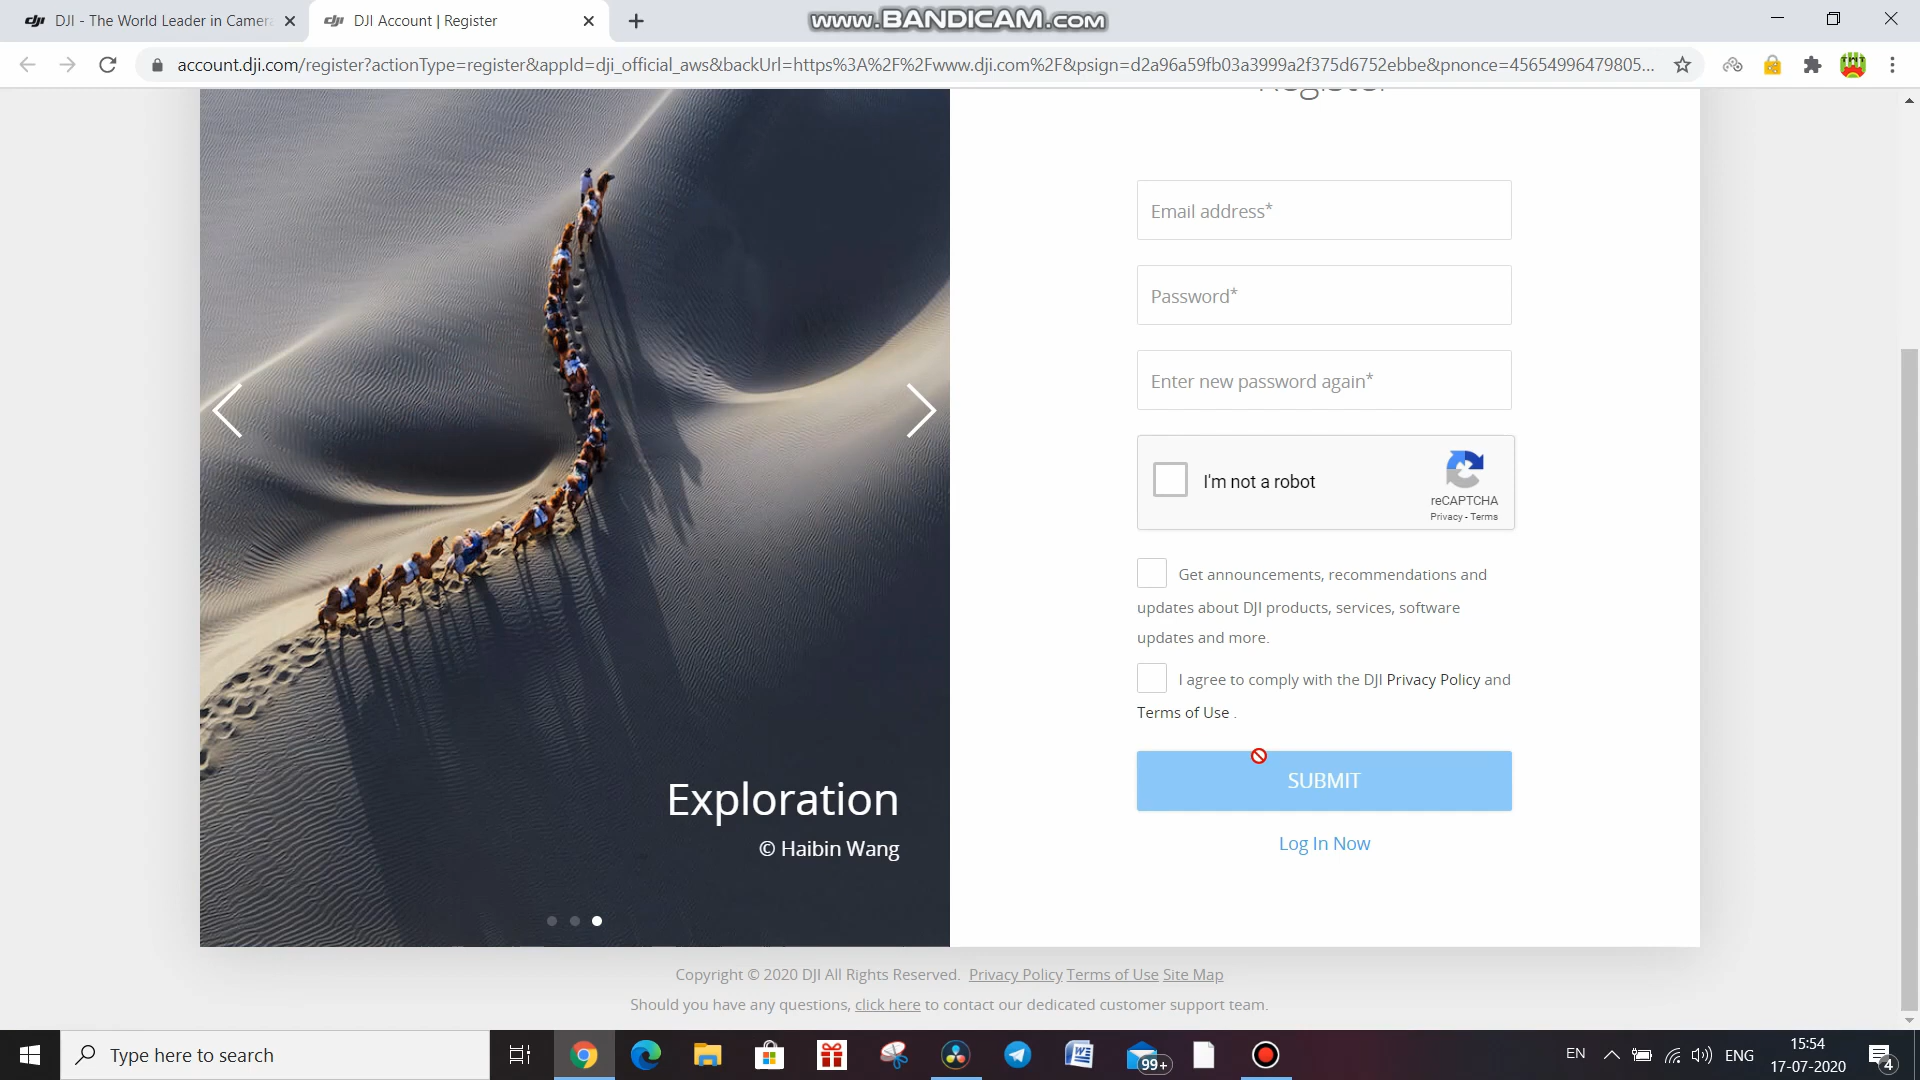 DJI - The World Leader in Camera
DJI Account | Register
www.BANDICAM.com
account.dji.com/register?actionType=register&appId=dji_official_aws&backUrl=https%3A%2F%2Fwww.dji.com%2F&psign=d2a96a59fb03a3999a2f375d6752ebbe&pnonce=45654996479805...
Register
Email address*
Password*
Enter new password again*
I'm not a robot
reCAPTCHA
Privacy - Terms
Get announcements, recommendations and
updates about DJI products, services, software
updates and more.
I agree to comply with the DJI Privacy Policy and
Terms of Use .
SUBMIT
Log In Now
Exploration
© Haibin Wang
Copyright © 2020 DJI All Rights Reserved. Privacy Policy Terms of Use Site Map
Should you have any questions, click here to contact our dedicated customer support team.
Type here to search
99+
EN
ENG
15:54
17-07-2020
4